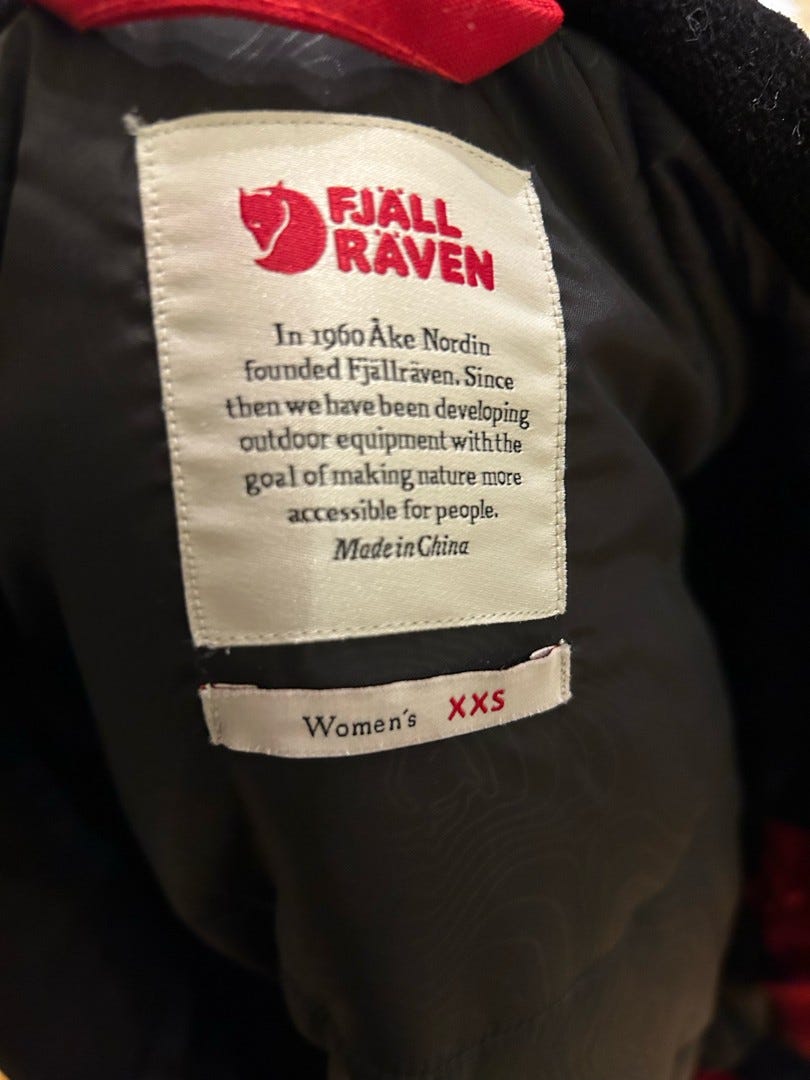 FJÄLL
RÄVEN
In 1960 Åke Nordin
founded Fjällräven. Since
then we have been developing
outdoor equipment with the
goal of making nature more
accessible for people.
Made in China
Women's XXS